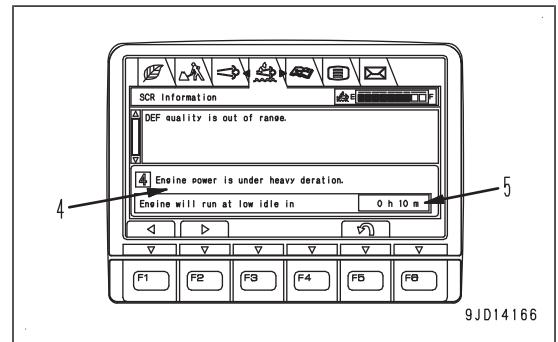 SCR Information
E F
DEF quality is out of range.
4 Engine power is under heavy deration.
Engine will run at low idle in 0 h 10 m
4
5
F1 F2 F3 F4 F5 F6
9JD14166